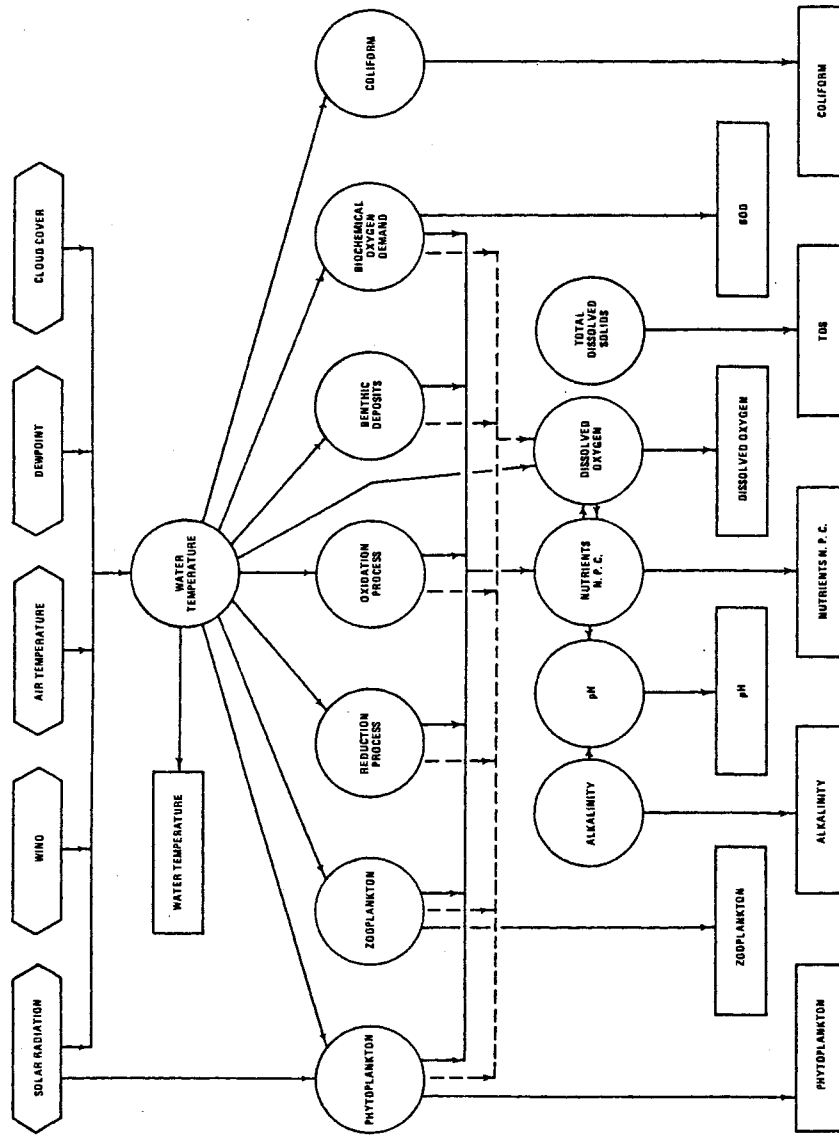 SOLAR RADIATION
WIND
AIR TEMPERATURE
DEWPOINT
CLOUD COVER
WATER
TEMPERATURE
WATER TEMPERATURE
PHYTOPLANKTON
ZOOPLANKTON
REDUCTION
PROCESS
OXIDATION
PROCESS
BENTHIC
DEPOSITS
BIOCHEMICAL
OXYGEN
DEMAND
COLIFORM
ALKALINITY
pH
NUTRIENTS
N. P. C.
DISSOLVED
OXYGEN
TOTAL
DISSOLVED
SOLIDS
ZOOPLANKTON
pH
DISSOLVED OXYGEN
BOD
PHYTOPLANKTON
ALKALINITY
NUTRIENTS N. P. C.
TDS
COLIFORM